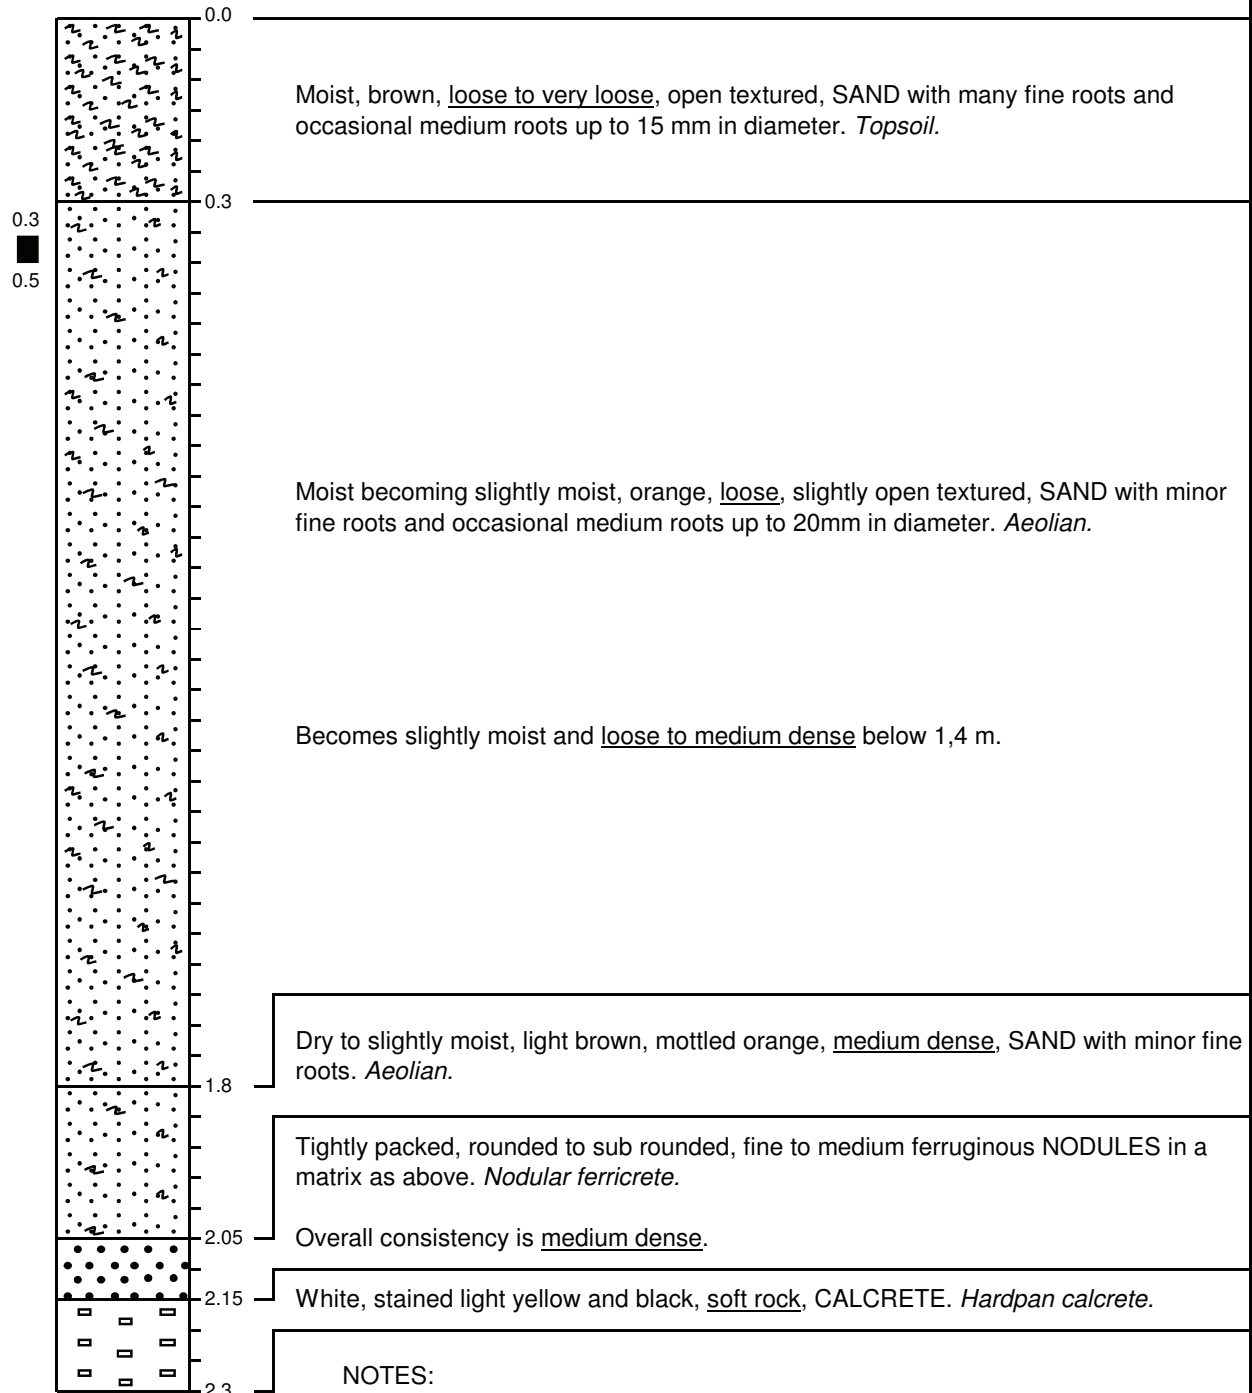 0.0
Moist, brown, loose to very loose, open textured, SAND with many fine roots and
occasional medium roots up to 15 mm in diameter. Topsoil.
0.3
0.3
0.5
Moist becoming slightly moist, orange, loose, slightly open textured, SAND with minor
fine roots and occasional medium roots up to 20mm in diameter. Aeolian.
Becomes slightly moist and loose to medium dense below 1,4 m.
Dry to slightly moist, light brown, mottled orange, medium dense, SAND with minor fine
roots. Aeolian.
1.8
Tightly packed, rounded to sub rounded, fine to medium ferruginous NODULES in a
matrix as above. Nodular ferricrete.
Overall consistency is medium dense.
2.05
White, stained light yellow and black, soft rock, CALCRETE. Hardpan calcrete.
2.15
NOTES:
2.3